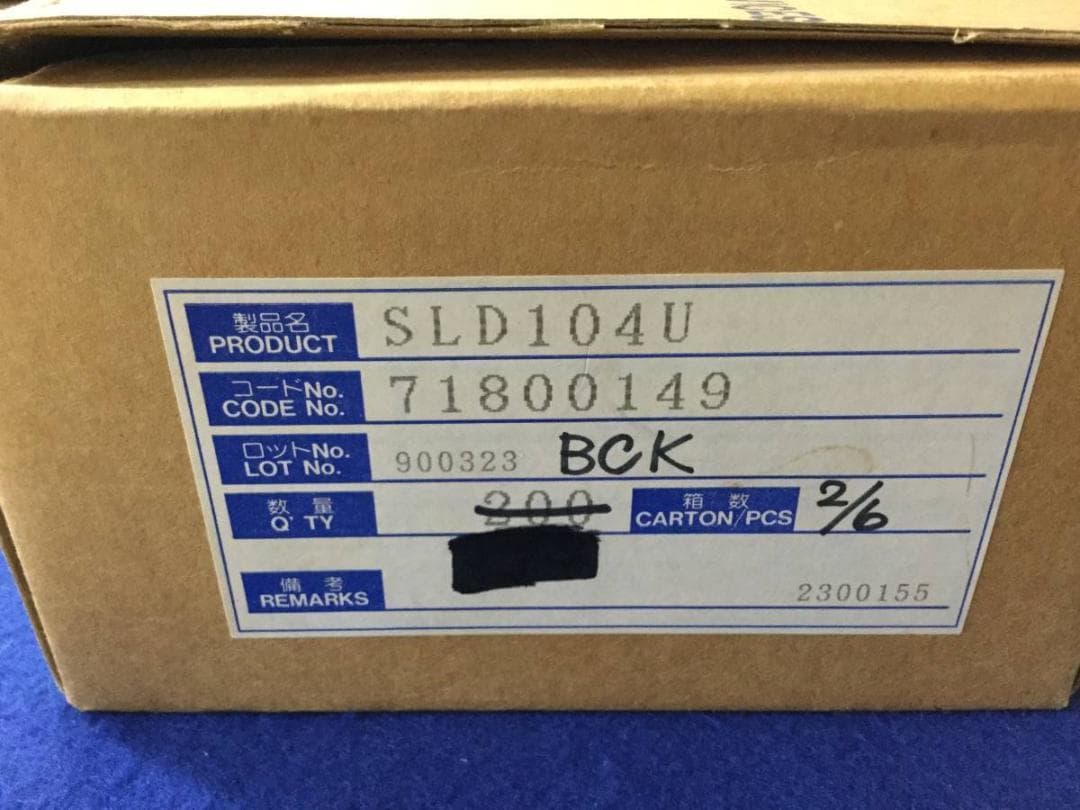 製品名 SLD104U
PRODUCT
コードNo. 71800149
CODE No.
ロットNo. 900323 BCK
LOT No.
数量 200 箱数 2/6
Q'TY CARTON/PCS
備考 2300155
REMARKS